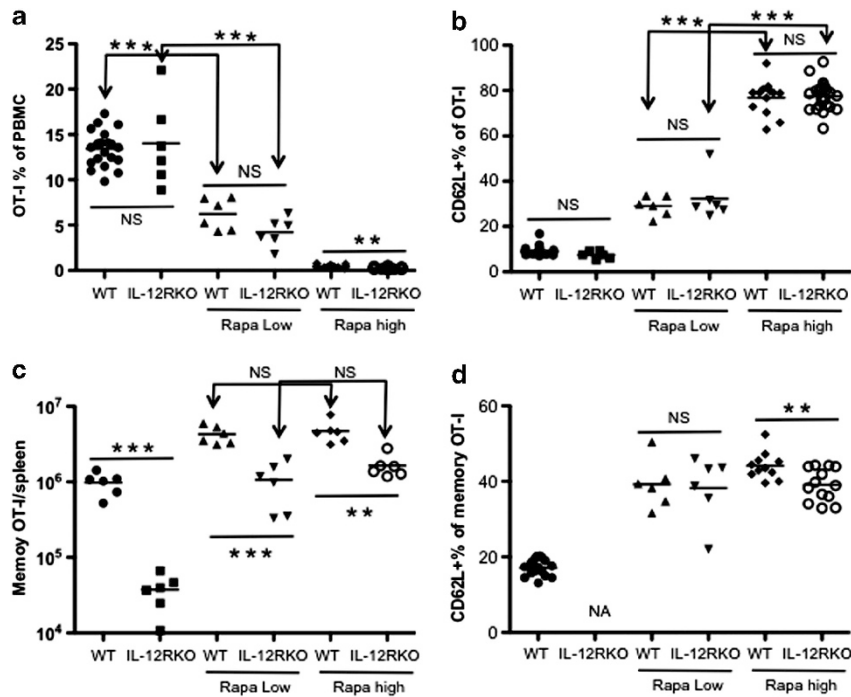 a
25
20
15
10
5
0
OT-I % of PBMC
***
***
NS
NS
**
WT IL-12RKO WT IL-12RKO WT IL-12RKO
Rapa Low Rapa high
b
100
80
60
40
20
0
CD62L+% of OT-I
***
***
NS
NS
NS
WT IL-12RKO WT IL-12RKO WT IL-12RKO
Rapa Low Rapa high
c
10^7
10^6
10^5
10^4
Memoy OT-I/spleen
NS NS
***
***
**
WT IL-12RKO WT IL-12RKO WT IL-12RKO
Rapa Low Rapa high
d
60
40
20
0
CD62L+% of memory OT-I
NS
**
NA
WT IL-12RKO WT IL-12RKO WT IL-12RKO
Rapa Low Rapa high